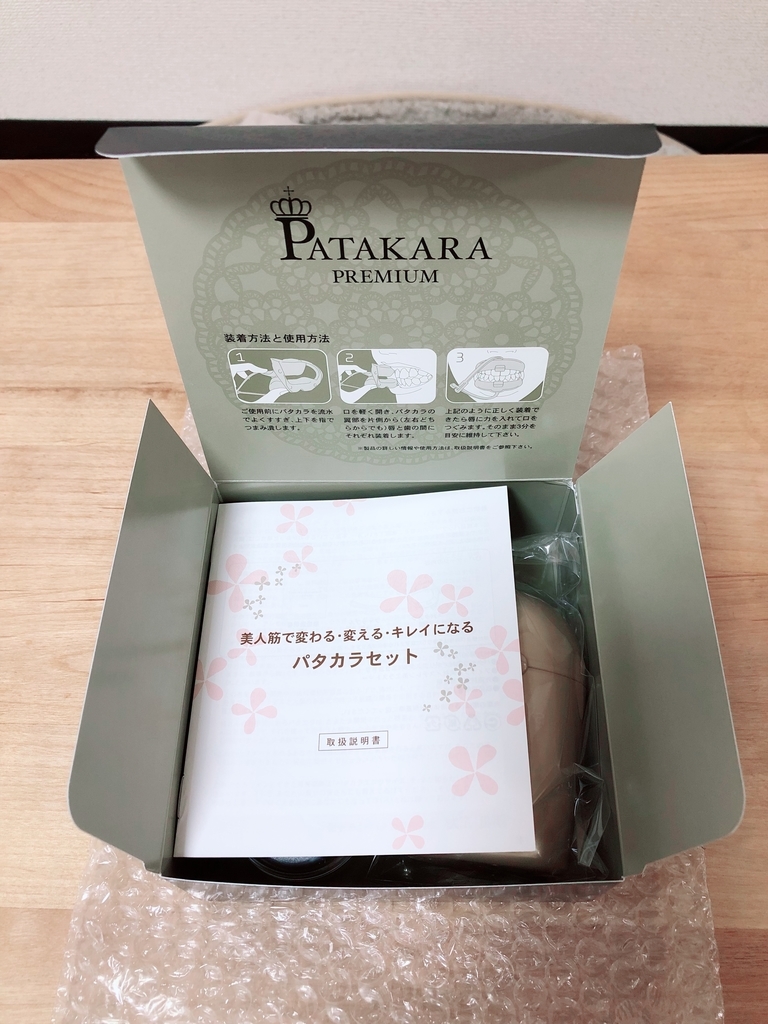 PATAKARA
PREMIUM
装着方法と使用方法
1
2
3
ご使用前にパタカラを流水
でよくすすぎ、上下を指で
つまみ潰します。
口を軽く開き、パタカラの
翼部を片側から(左右どち
らからでも)唇と歯の間に
それぞれ装着します。
上記のように正しく装着で
きたら唇に力を入れて口を
つぐみます。そのまま3分を
目安に維持して下さい。
※製品の詳しい情報や使用方法は、取扱説明書をご参照下さい。
美人筋で変わる・変える・キレイになる
パタカラセット
取扱説明書